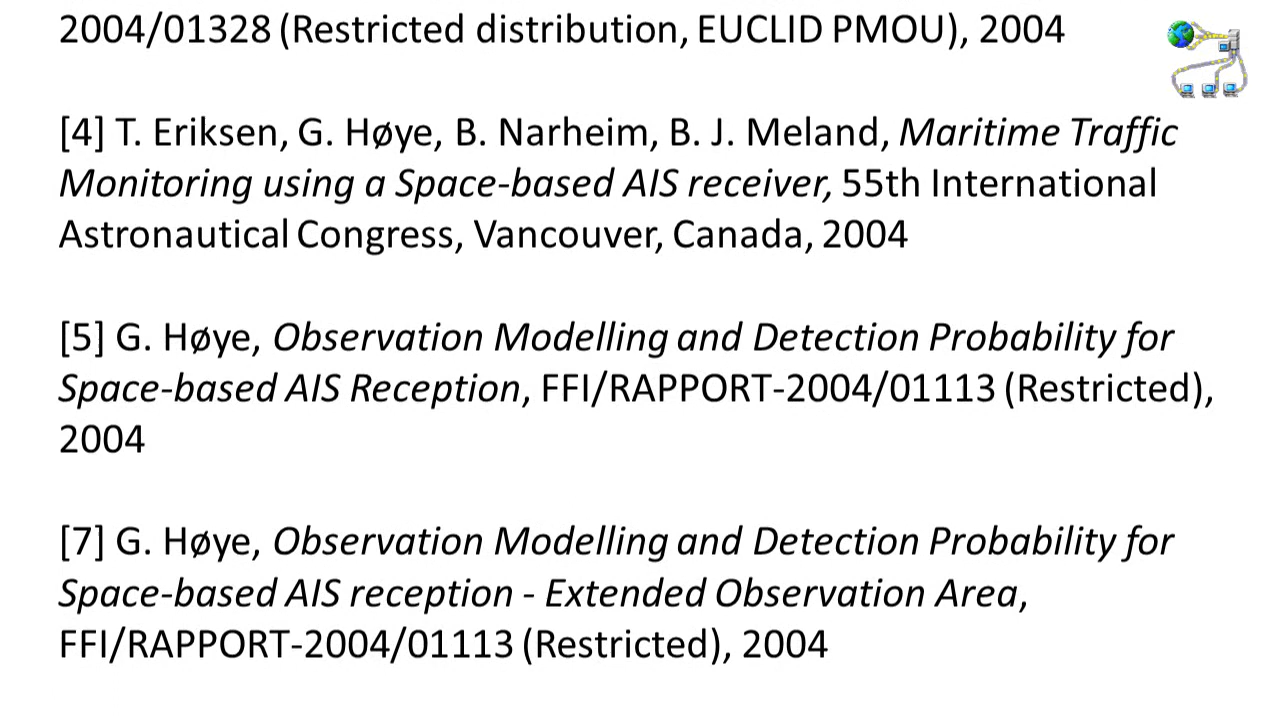 2004/01328 (Restricted distribution, EUCLID PMOU), 2004
[4] T. Eriksen, G. Høye, B. Narheim, B. J. Meland, Maritime Traffic
Monitoring using a Space-based AIS receiver, 55th International
Astronautical Congress, Vancouver, Canada, 2004
[5] G. Høye, Observation Modelling and Detection Probability for
Space-based AIS Reception, FFI/RAPPORT-2004/01113 (Restricted),
2004
[7] G. Høye, Observation Modelling and Detection Probability for
Space-based AIS reception - Extended Observation Area,
FFI/RAPPORT-2004/01113 (Restricted), 2004